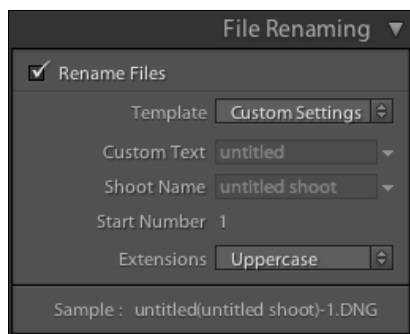 File Renaming
Rename Files
Template Custom Settings
Custom Text untitled
Shoot Name untitled shoot
Start Number 1
Extensions Uppercase
Sample : untitled(untitled shoot)-1.DNG